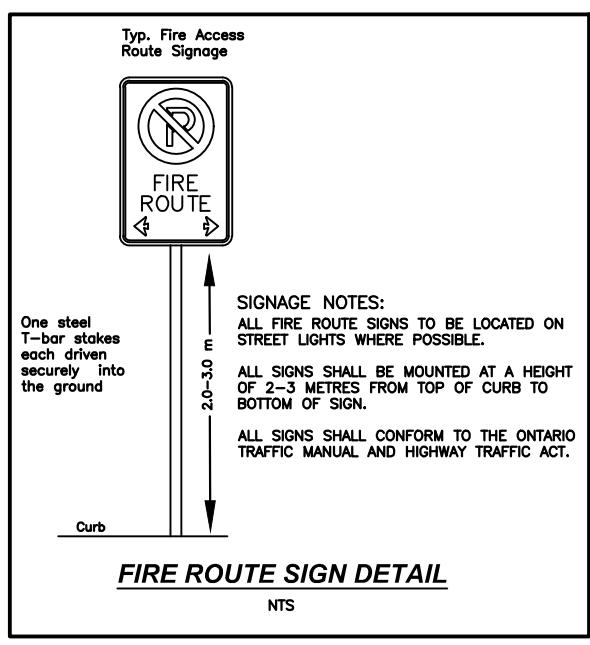 Typ. Fire Access
Route Signage
P
FIRE
ROUTE
One steel
T-bar stakes
each driven
securely into
the ground
2.0-3.0 m
SIGNAGE NOTES:
ALL FIRE ROUTE SIGNS TO BE LOCATED ON
STREET LIGHTS WHERE POSSIBLE.
ALL SIGNS SHALL BE MOUNTED AT A HEIGHT
OF 2-3 METRES FROM TOP OF CURB TO
BOTTOM OF SIGN.
ALL SIGNS SHALL CONFORM TO THE ONTARIO
TRAFFIC MANUAL AND HIGHWAY TRAFFIC ACT.
Curb
FIRE ROUTE SIGN DETAIL
NTS